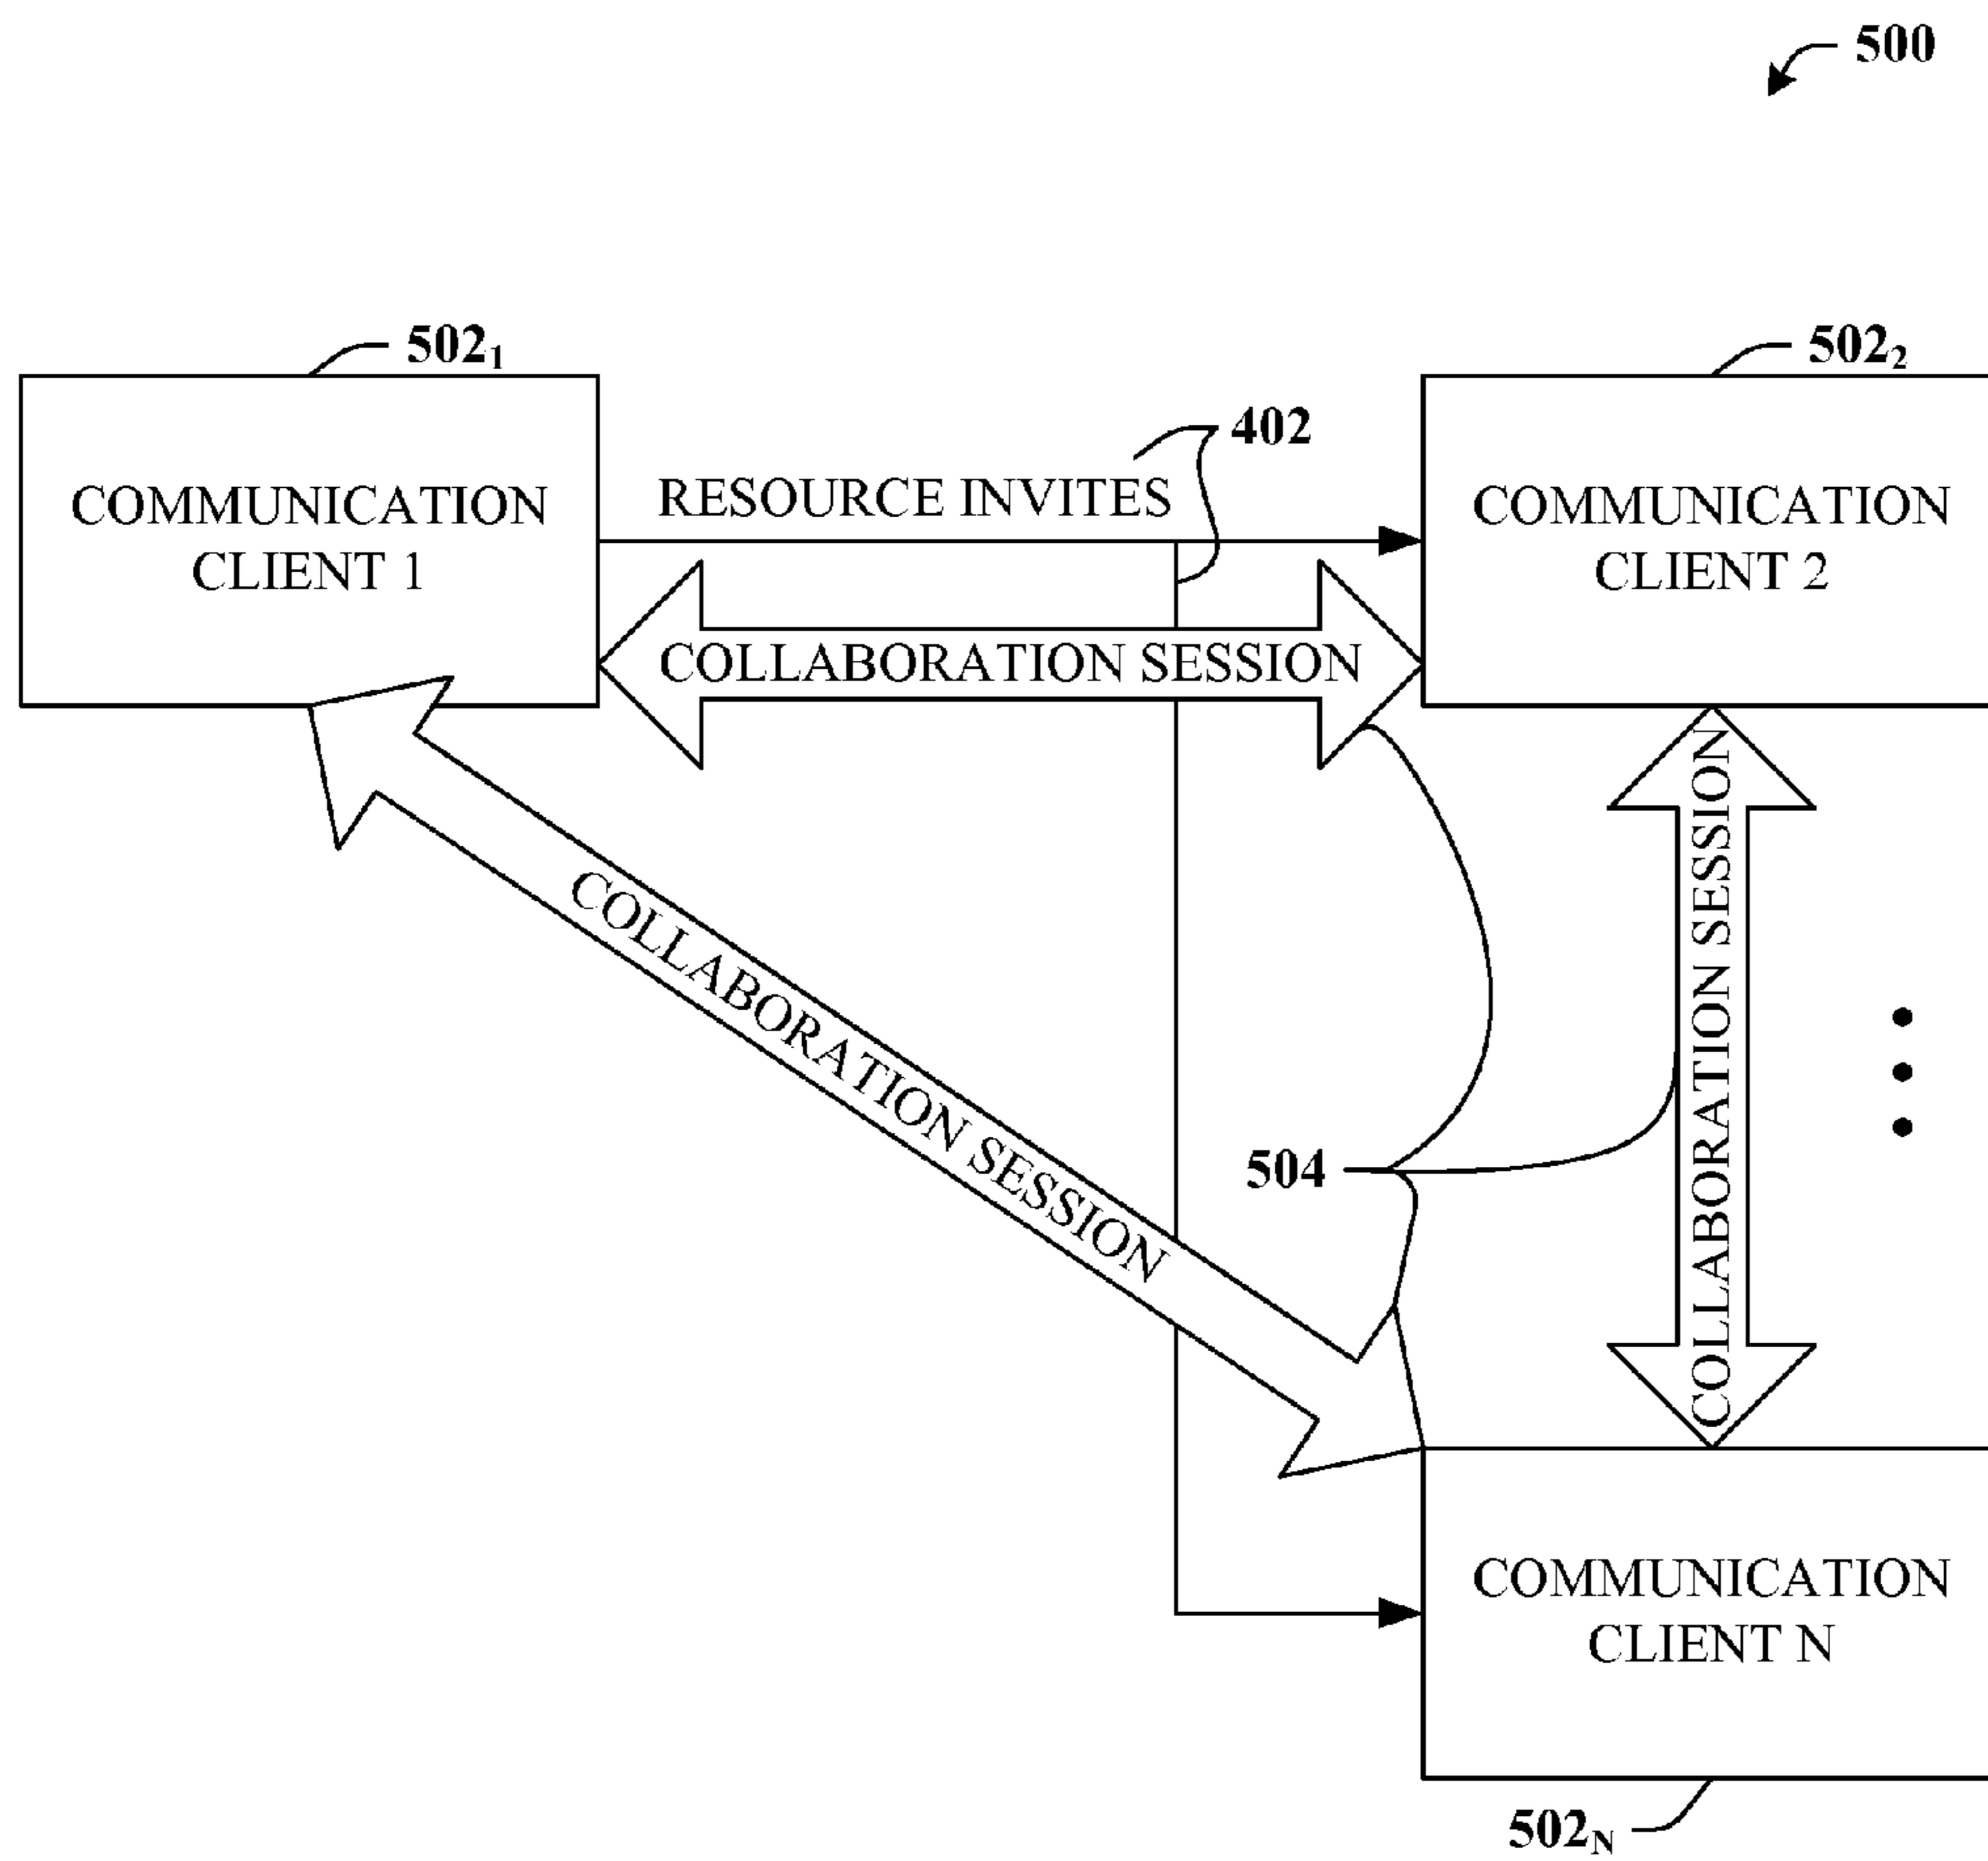 500
502₁
502₂
402
COMMUNICATION
CLIENT 1
RESOURCE INVITES
COMMUNICATION
CLIENT 2
COLLABORATION SESSION
COLLABORATION SESSION
COLLABORATION SESSION
504
COMMUNICATION
CLIENT N
502N